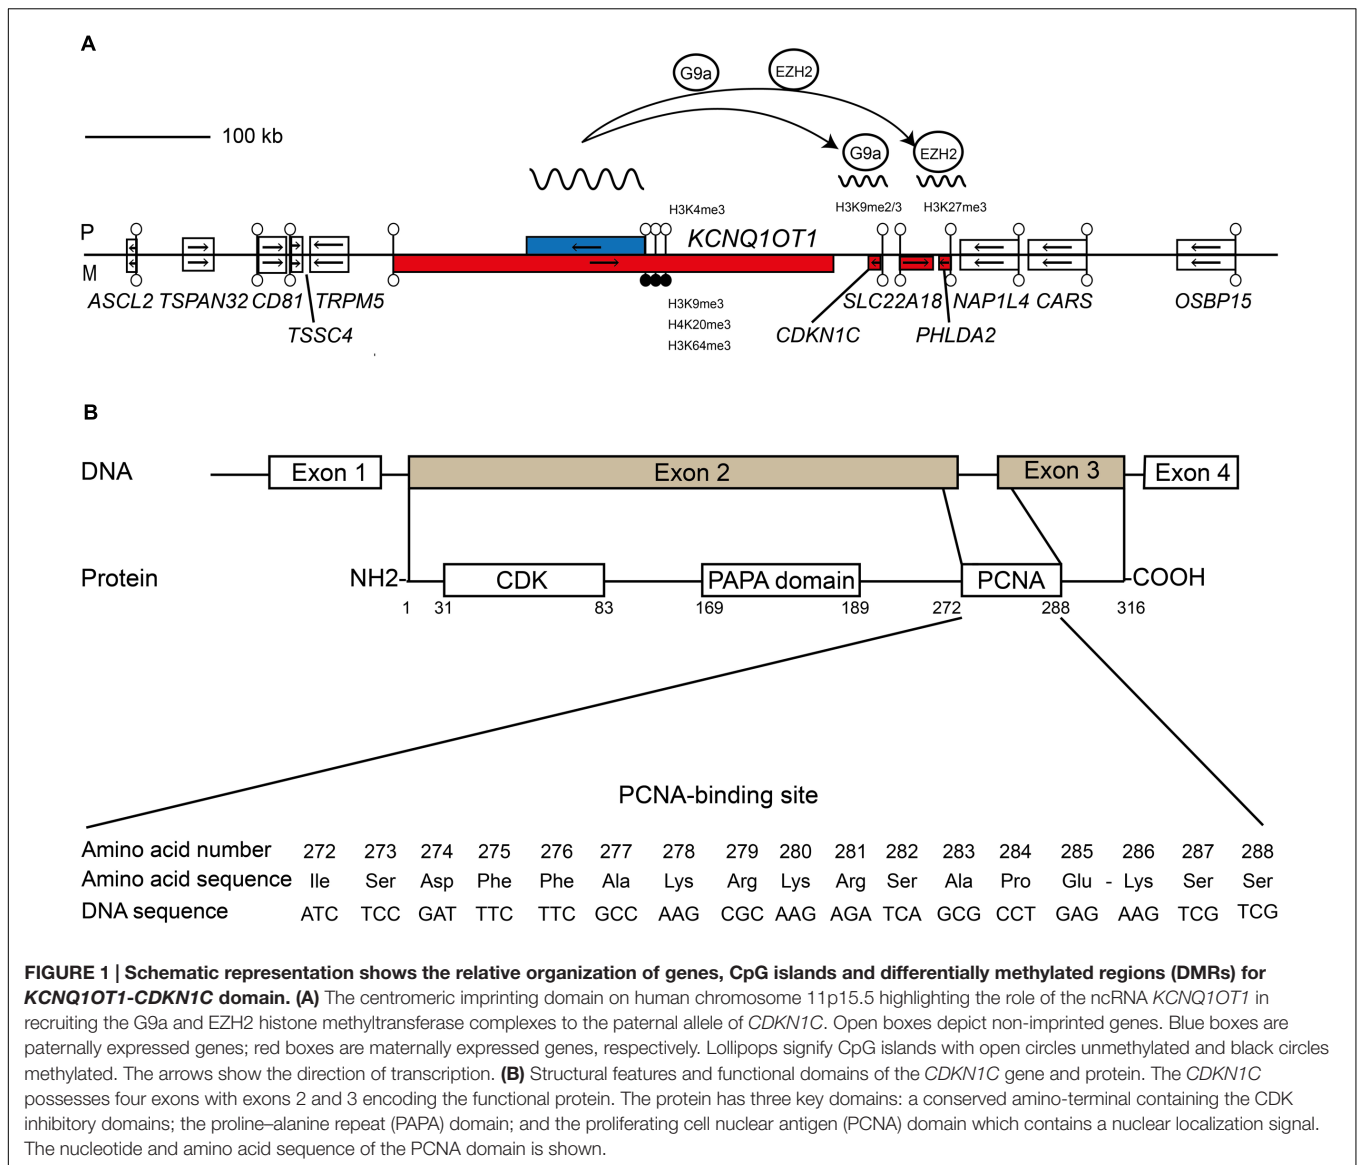 A
G9a EZH2
100 kb
G9a EZH2
H3K4me3 H3K9me2/3 H3K27me3
P KCNQ1OT1
M
ASCL2 TSPAN32 CD81 TRPM5 H3K9me3 SLC22A18 NAP1L4 CARS OSBP15
TSSC4 H4K20me3 CDKN1C PHLDA2
H3K64me3
B
DNA Exon 1 Exon 2 Exon 3 Exon 4
Protein NH2- CDK PAPA domain PCNA -COOH
1 31 83 169 189 272 288 316
PCNA-binding site
Amino acid number 272 273 274 275 276 277 278 279 280 281 282 283 284 285 286 287 288
Amino acid sequence Ile Ser Asp Phe Phe Ala Lys Arg Lys Arg Ser Ala Pro Glu - Lys Ser Ser
DNA sequence ATC TCC GAT TTC TTC GCC AAG CGC AAG AGA TCA GCG CCT GAG AAG TCG TCG
FIGURE 1 | Schematic representation shows the relative organization of genes, CpG islands and differentially methylated regions (DMRs) for
KCNQ1OT1-CDKN1C domain. (A) The centromeric imprinting domain on human chromosome 11p15.5 highlighting the role of the ncRNA KCNQ1OT1 in
recruiting the G9a and EZH2 histone methyltransferase complexes to the paternal allele of CDKN1C. Open boxes depict non-imprinted genes. Blue boxes are
paternally expressed genes; red boxes are maternally expressed genes, respectively. Lollipops signify CpG islands with open circles unmethylated and black circles
methylated. The arrows show the direction of transcription. (B) Structural features and functional domains of the CDKN1C gene and protein. The CDKN1C
possesses four exons with exons 2 and 3 encoding the functional protein. The protein has three key domains: a conserved amino-terminal containing the CDK
inhibitory domains; the proline–alanine repeat (PAPA) domain; and the proliferating cell nuclear antigen (PCNA) domain which contains a nuclear localization signal.
The nucleotide and amino acid sequence of the PCNA domain is shown.